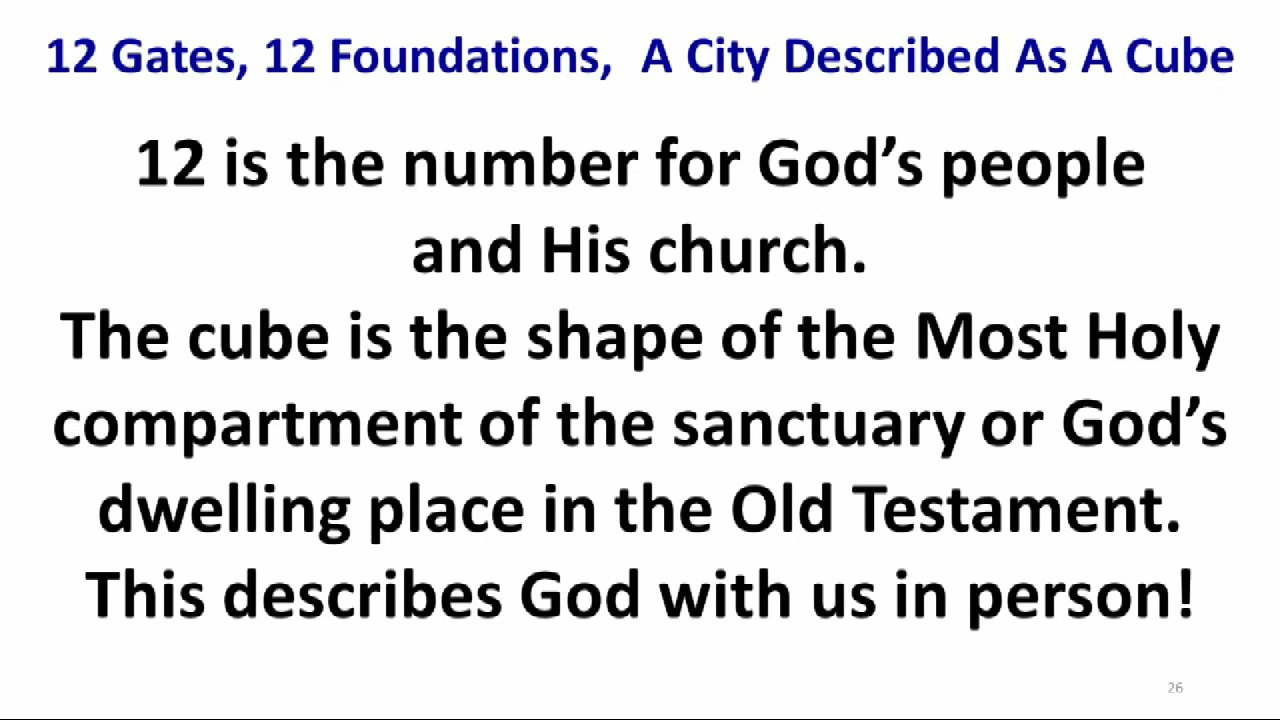 12 Gates, 12 Foundations,  A City Described As A Cube
12 is the number for God’s people
and His church.
The cube is the shape of the Most Holy
compartment of the sanctuary or God’s
dwelling place in the Old Testament.
This describes God with us in person!
26